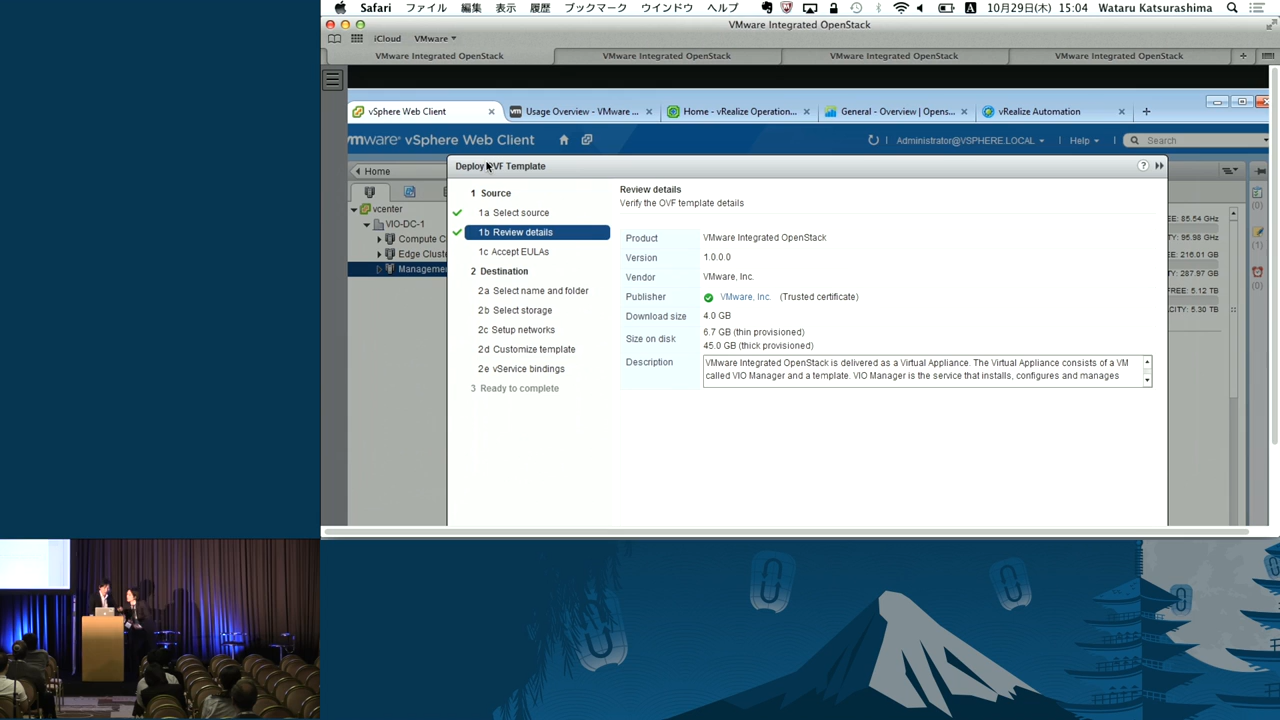 Safari ファイル 編集 表示 履歴 ブックマーク ウインドウ ヘルプ 10月29日(木) 15:04 Wataru Katsurashima
VMware Integrated OpenStack
iCloud VMware
VMware Integrated OpenStack VMware Integrated OpenStack VMware Integrated OpenStack VMware Integrated OpenStack
vSphere Web Client Usage Overview - VMware ... Home - vRealize Operation... General - Overview | Opens... vRealize Automation
vmware® vSphere Web Client Administrator@VSPHERE.LOCAL Help Search
Home
Deploy OVF Template
vcenter
VIO-DC-1
Compute C
Edge Cluste
Manageme
1 Source
1a Select source
1b Review details
1c Accept EULAs
2 Destination
2a Select name and folder
2b Select storage
2c Setup networks
2d Customize template
2e vService bindings
3 Ready to complete
Review details
Verify the OVF template details
Product VMware Integrated OpenStack
Version 1.0.0.0
Vendor VMware, Inc.
Publisher VMware, Inc. (Trusted certificate)
Download size 4.0 GB
Size on disk 6.7 GB (thin provisioned)
45.0 GB (thick provisioned)
Description VMware Integrated OpenStack is delivered as a Virtual Appliance. The Virtual Appliance consists of a VM
called VIO Manager and a template. VIO Manager is the service that installs, configures and manages
REE: 85.54 GHz
TY: 95.98 GHz
EE: 216.01 GB
TY: 287.97 GB
FREE: 5.12 TB
CITY: 5.30 TB
(0)
(1)
(0)